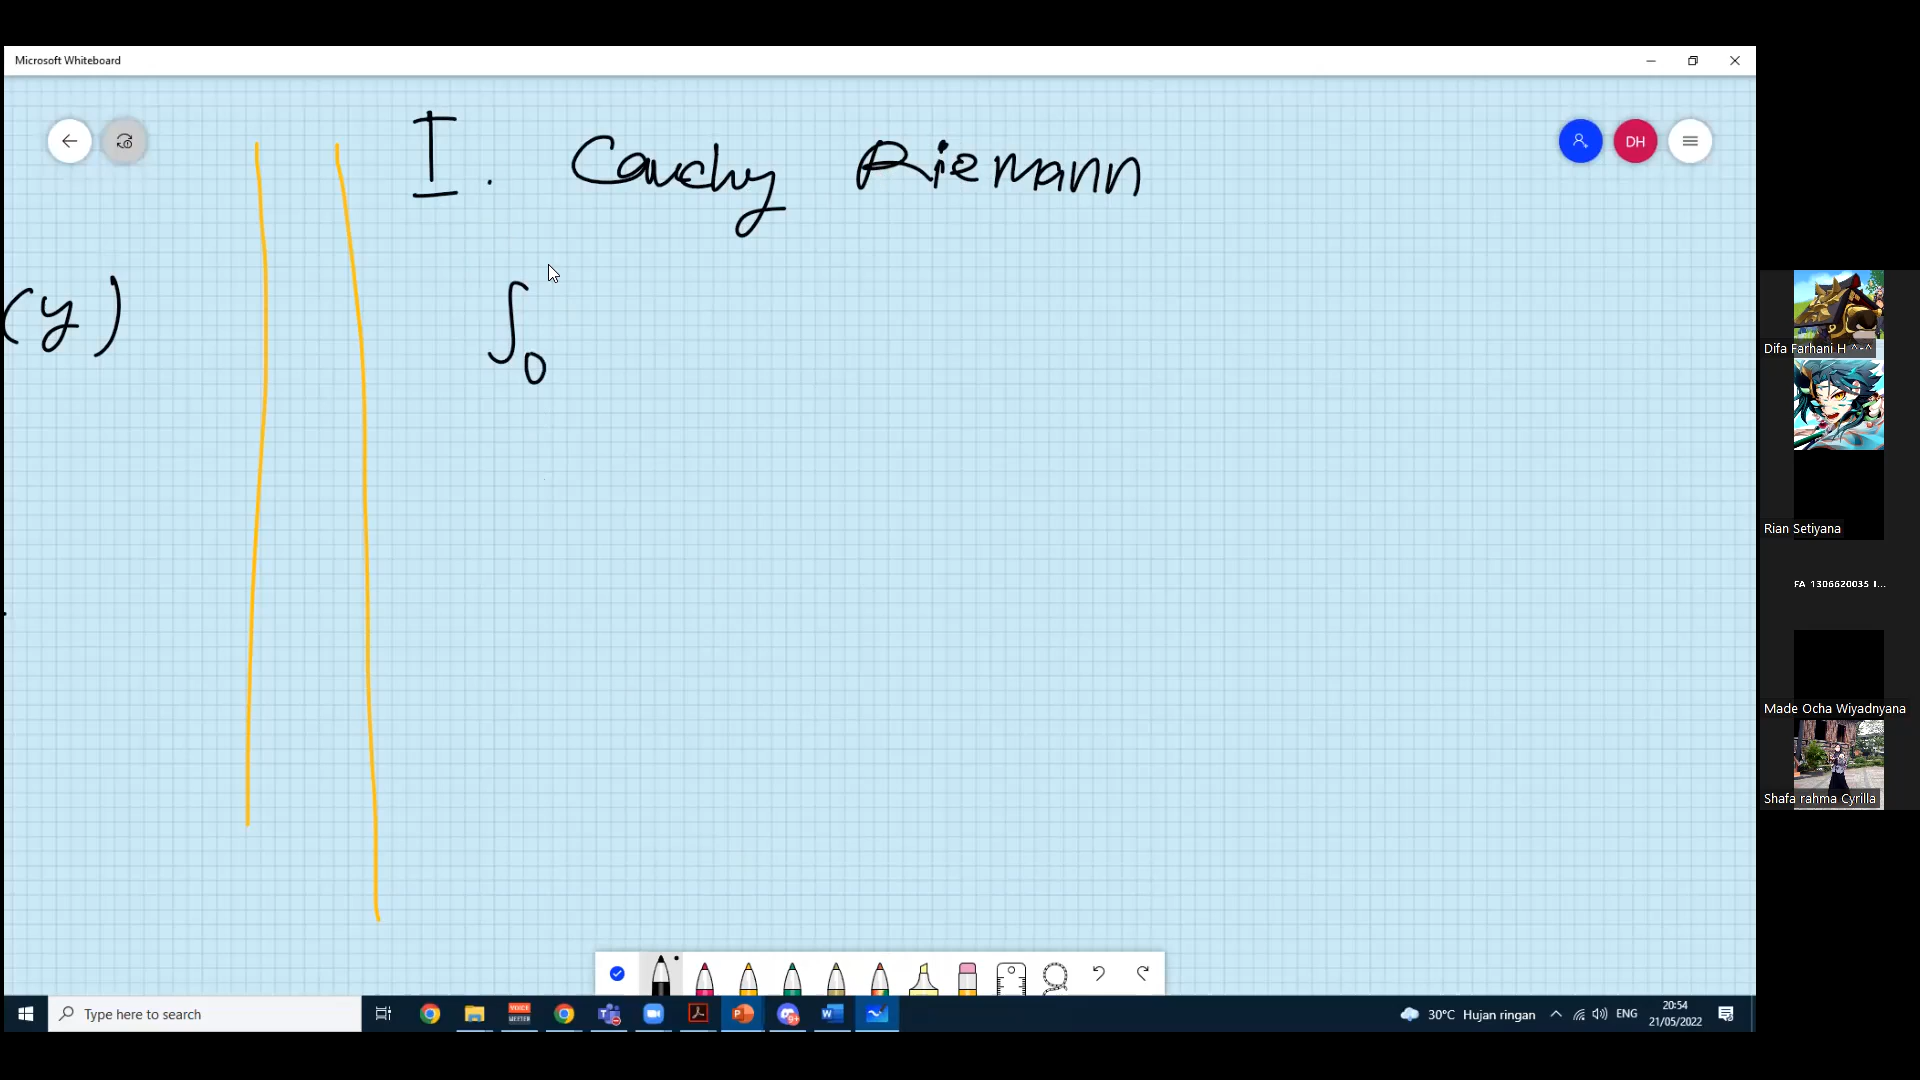 Microsoft Whiteboard
I. Cauchy Riemann
DH
(y)
∫0
Difa Farhani H ^-^
Rian Setiyana
FA_1306620035_I...
Made Ocha Wiyadnyana
Shafa rahma Cyrilla
Type here to search
30°C Hujan ringan
ENG
20:54
21/05/2022